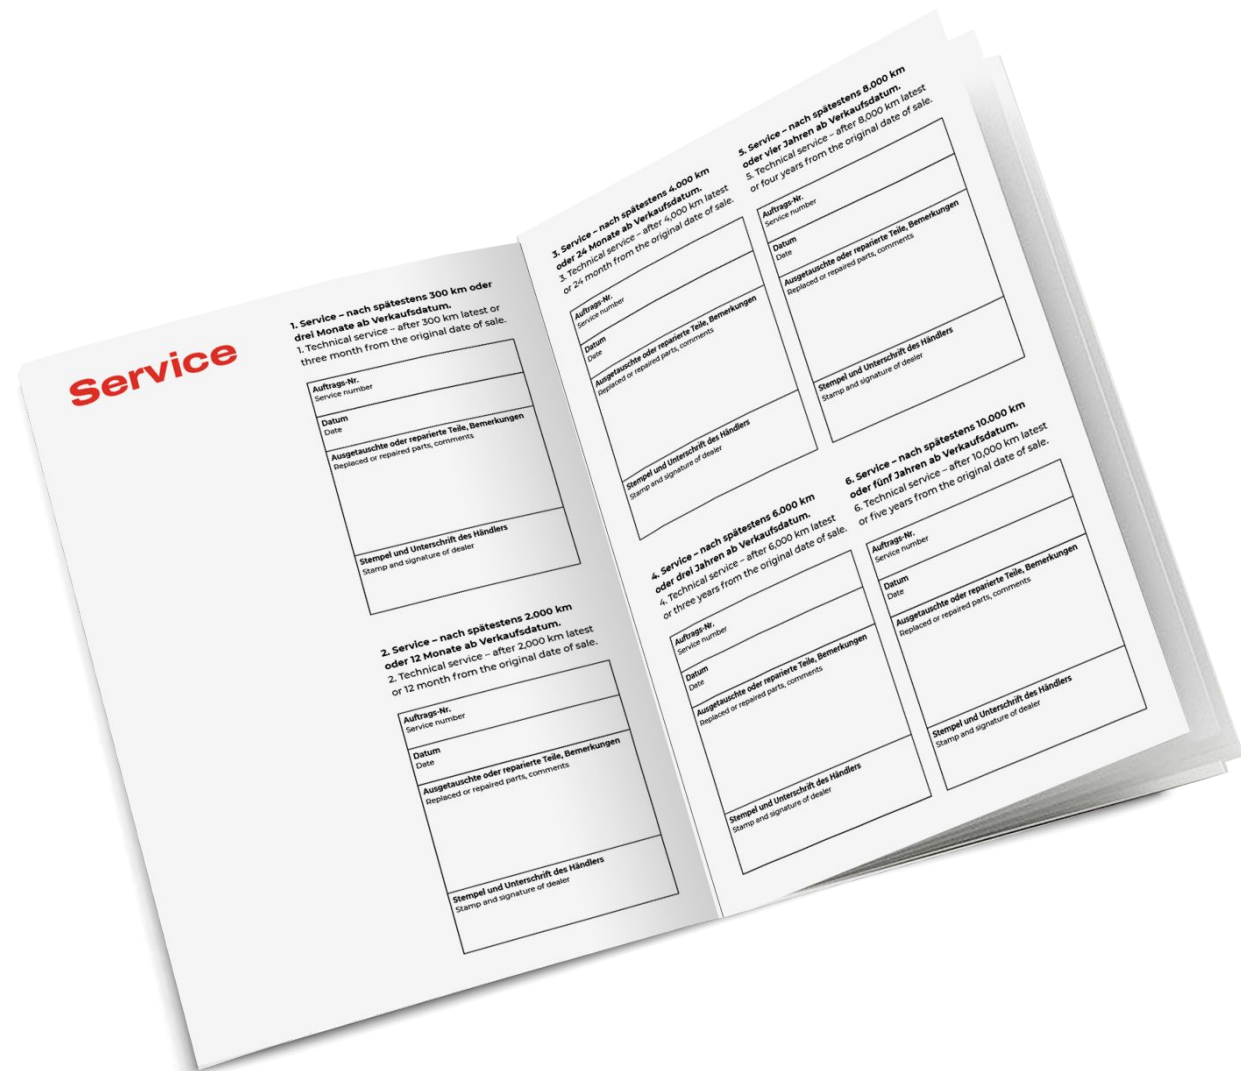 Service
1. Service – nach spätestens 300 km oder
drei Monate ab Verkaufsdatum.
1. Technical service – after 300 km latest or
three month from the original date of sale.
Auftrags-Nr.
Service number
Datum
Date
Ausgetauschte oder reparierte Teile, Bemerkungen
Replaced or repaired parts, comments
Stempel und Unterschrift des Händlers
Stamp and signature of dealer
2. Service – nach spätestens 2.000 km
oder 12 Monate ab Verkaufsdatum.
2. Technical service – after 2,000 km latest
or 12 month from the original date of sale.
Auftrags-Nr.
Service number
Datum
Date
Ausgetauschte oder reparierte Teile, Bemerkungen
Replaced or repaired parts, comments
Stempel und Unterschrift des Händlers
Stamp and signature of dealer
3. Service – nach spätestens 4.000 km
oder 24 Monate ab Verkaufsdatum.
3. Technical service – after 4,000 km latest
or 24 month from the original date of sale.
Auftrags-Nr.
Service number
Datum
Date
Ausgetauschte oder reparierte Teile, Bemerkungen
Replaced or repaired parts, comments
Stempel und Unterschrift des Händlers
Stamp and signature of dealer
4. Service – nach spätestens 6.000 km
oder drei Jahren ab Verkaufsdatum.
4. Technical service – after 6,000 km latest
or three years from the original date of sale.
Auftrags-Nr.
Service number
Datum
Date
Ausgetauschte oder reparierte Teile, Bemerkungen
Replaced or repaired parts, comments
Stempel und Unterschrift des Händlers
Stamp and signature of dealer
5. Service – nach spätestens 8.000 km
oder vier Jahren ab Verkaufsdatum.
5. Technical service – after 8,000 km latest
or four years from the original date of sale.
Auftrags-Nr.
Service number
Datum
Date
Ausgetauschte oder reparierte Teile, Bemerkungen
Replaced or repaired parts, comments
Stempel und Unterschrift des Händlers
Stamp and signature of dealer
6. Service – nach spätestens 10.000 km
oder fünf Jahren ab Verkaufsdatum.
6. Technical service – after 10,000 km latest
or five years from the original date of sale.
Auftrags-Nr.
Service number
Datum
Date
Ausgetauschte oder reparierte Teile, Bemerkungen
Replaced or repaired parts, comments
Stempel und Unterschrift des Händlers
Stamp and signature of dealer